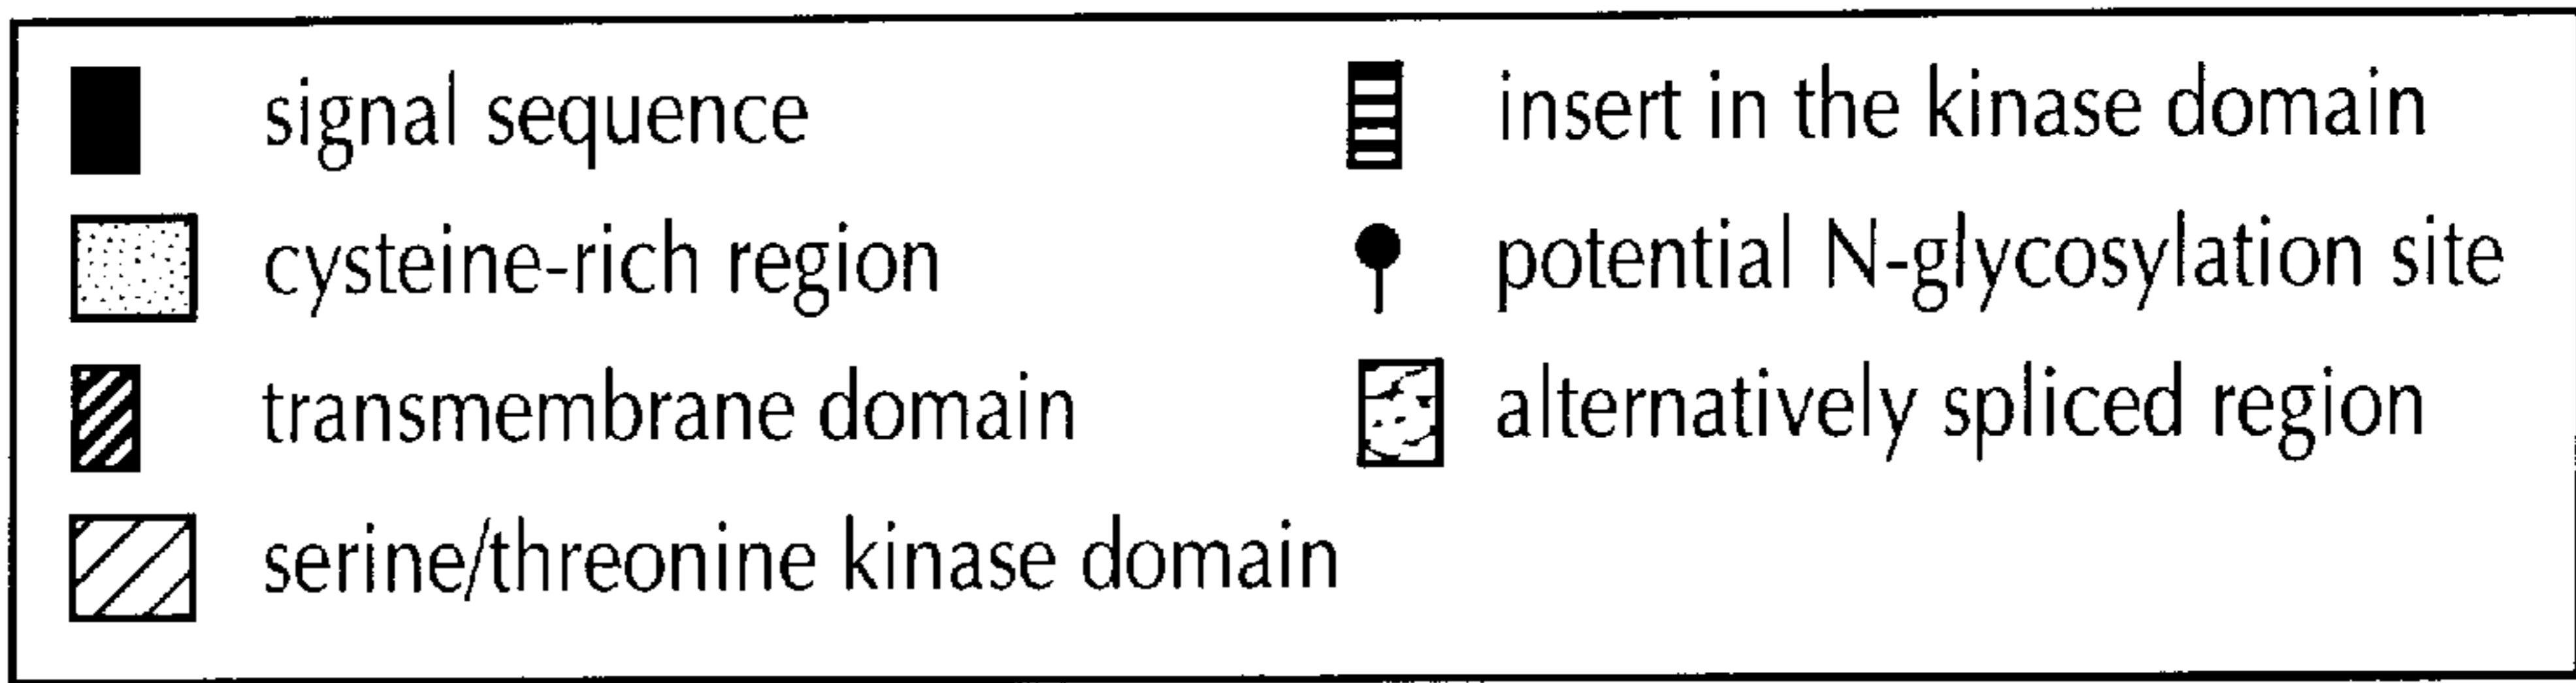 signal sequence
cysteine-rich region
transmembrane domain
serine/threonine kinase domain
insert in the kinase domain
potential N-glycosylation site
alternatively spliced region